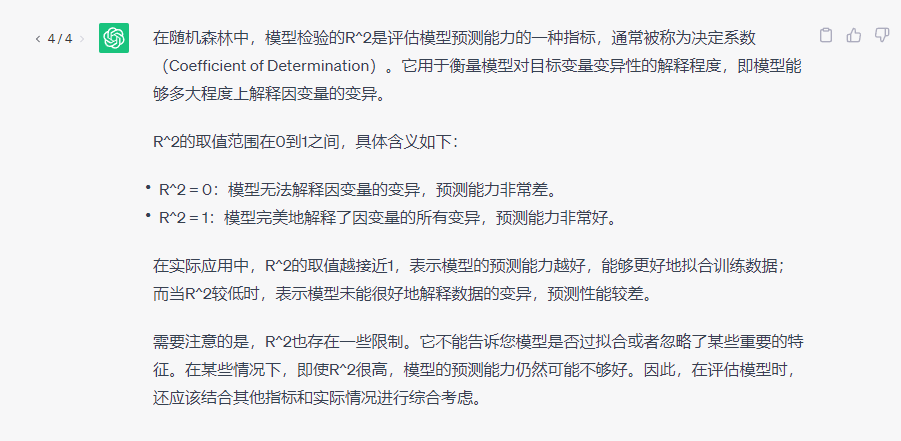 4 / 4
在随机森林中，模型检验的R^2是评估模型预测能力的一种指标，通常被称为决定系数
（Coefficient of Determination）。它用于衡量模型对目标变量变异性的解释程度，即模型能
够多大程度上解释因变量的变异。
R^2的取值范围在0到1之间，具体含义如下：
• R^2 = 0：模型无法解释因变量的变异，预测能力非常差。
• R^2 = 1：模型完美地解释了因变量的所有变异，预测能力非常好。
在实际应用中，R^2的取值越接近1，表示模型的预测能力越好，能够更好地拟合训练数据；
而当R^2较低时，表示模型未能很好地解释数据的变异，预测性能较差。
需要注意的是，R^2也存在一些限制。它不能告诉您模型是否过拟合或者忽略了某些重要的特
征。在某些情况下，即使R^2很高，模型的预测能力仍然可能不够好。因此，在评估模型时，
还应该结合其他指标和实际情况进行综合考虑。